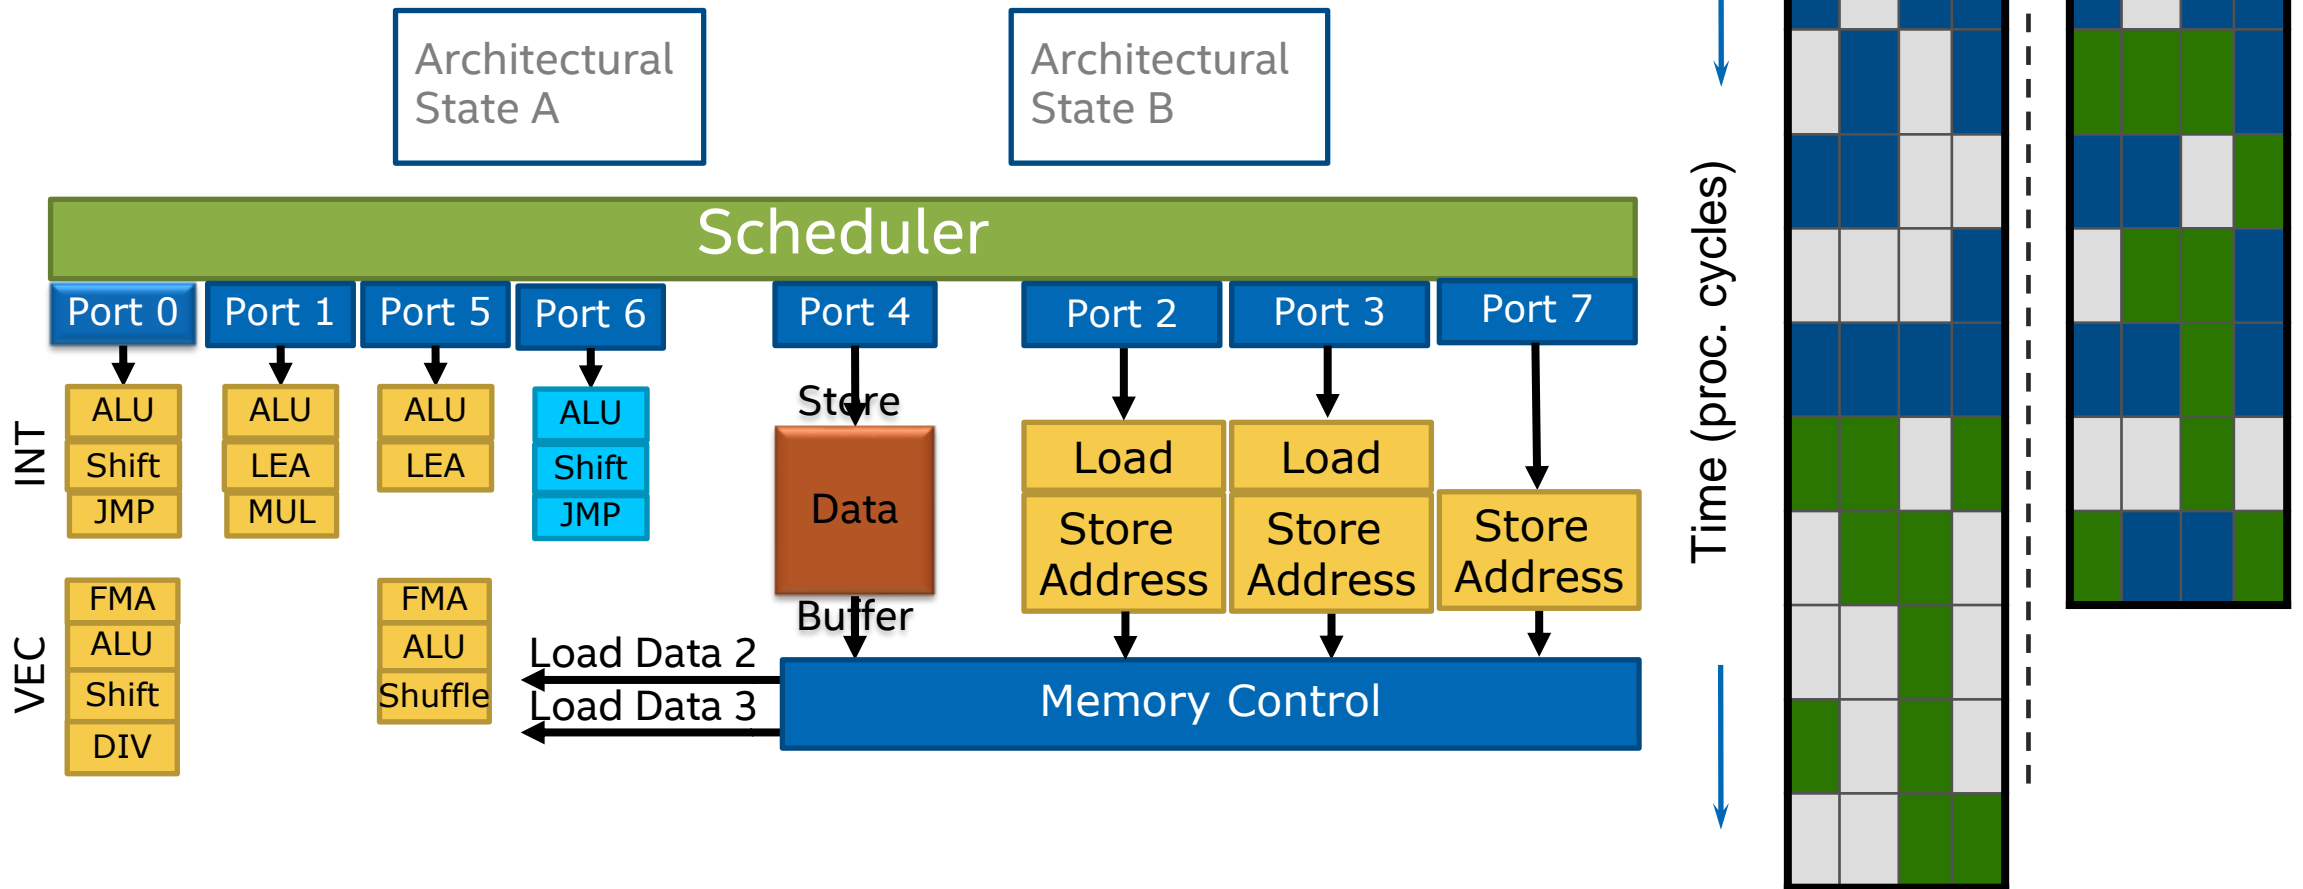 Architectural
State A
Architectural
State B
Scheduler
Port 0
Port 1
Port 5
Port 6
Port 4
Port 2
Port 3
Port 7
INT
ALU
Shift
JMP
ALU
LEA
MUL
ALU
LEA
ALU
Shift
JMP
Store
Data
Buffer
Load
Store
Address
Load
Store
Address
Store
Address
VEC
FMA
ALU
Shift
DIV
FMA
ALU
Shuffle
Load Data 2
Load Data 3
Memory Control
Time (proc. cycles)